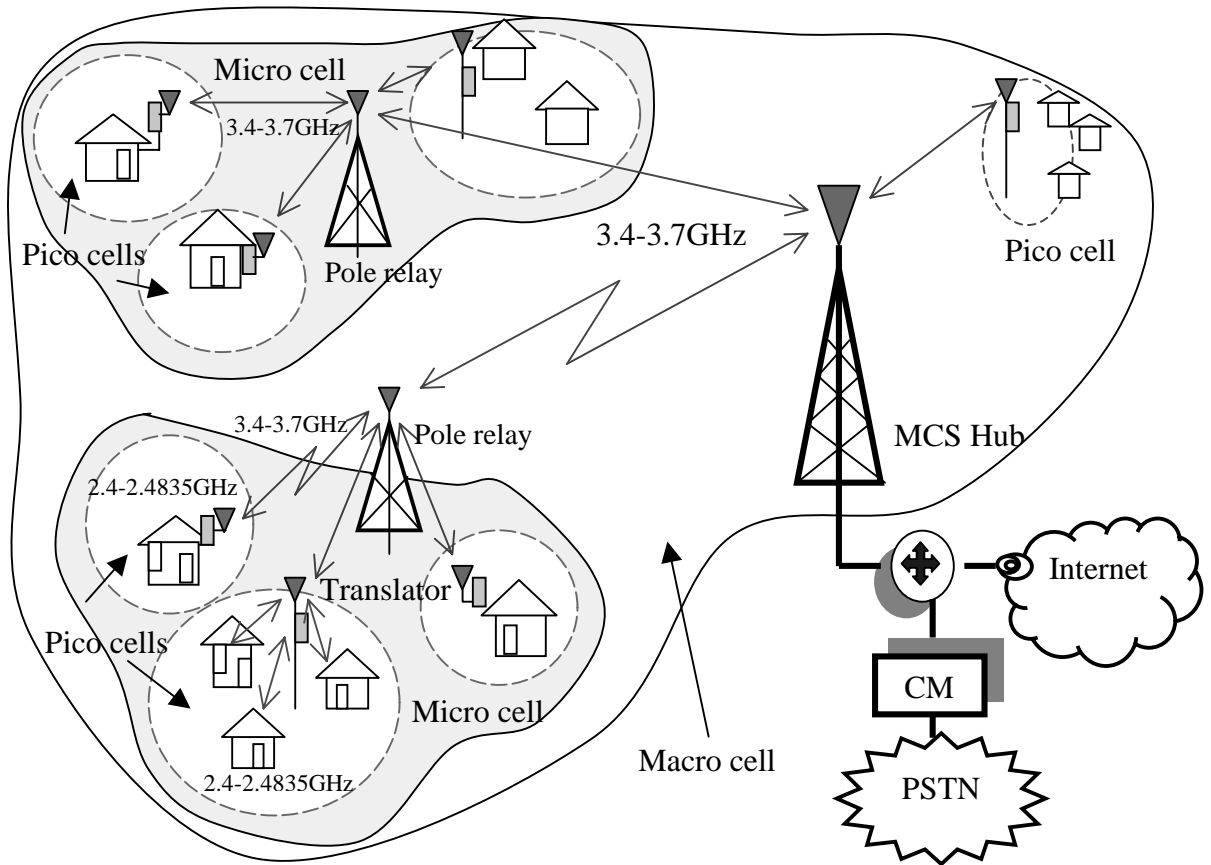 Micro cell
3.4-3.7GHz
Pico cells
Pole relay
3.4-3.7GHz
Pico cell
3.4-3.7GHz
Pole relay
MCS Hub
2.4-2.4835GHz
Translator
Internet
Pico cells
CM
Micro cell
Macro cell
2.4-2.4835GHz
PSTN